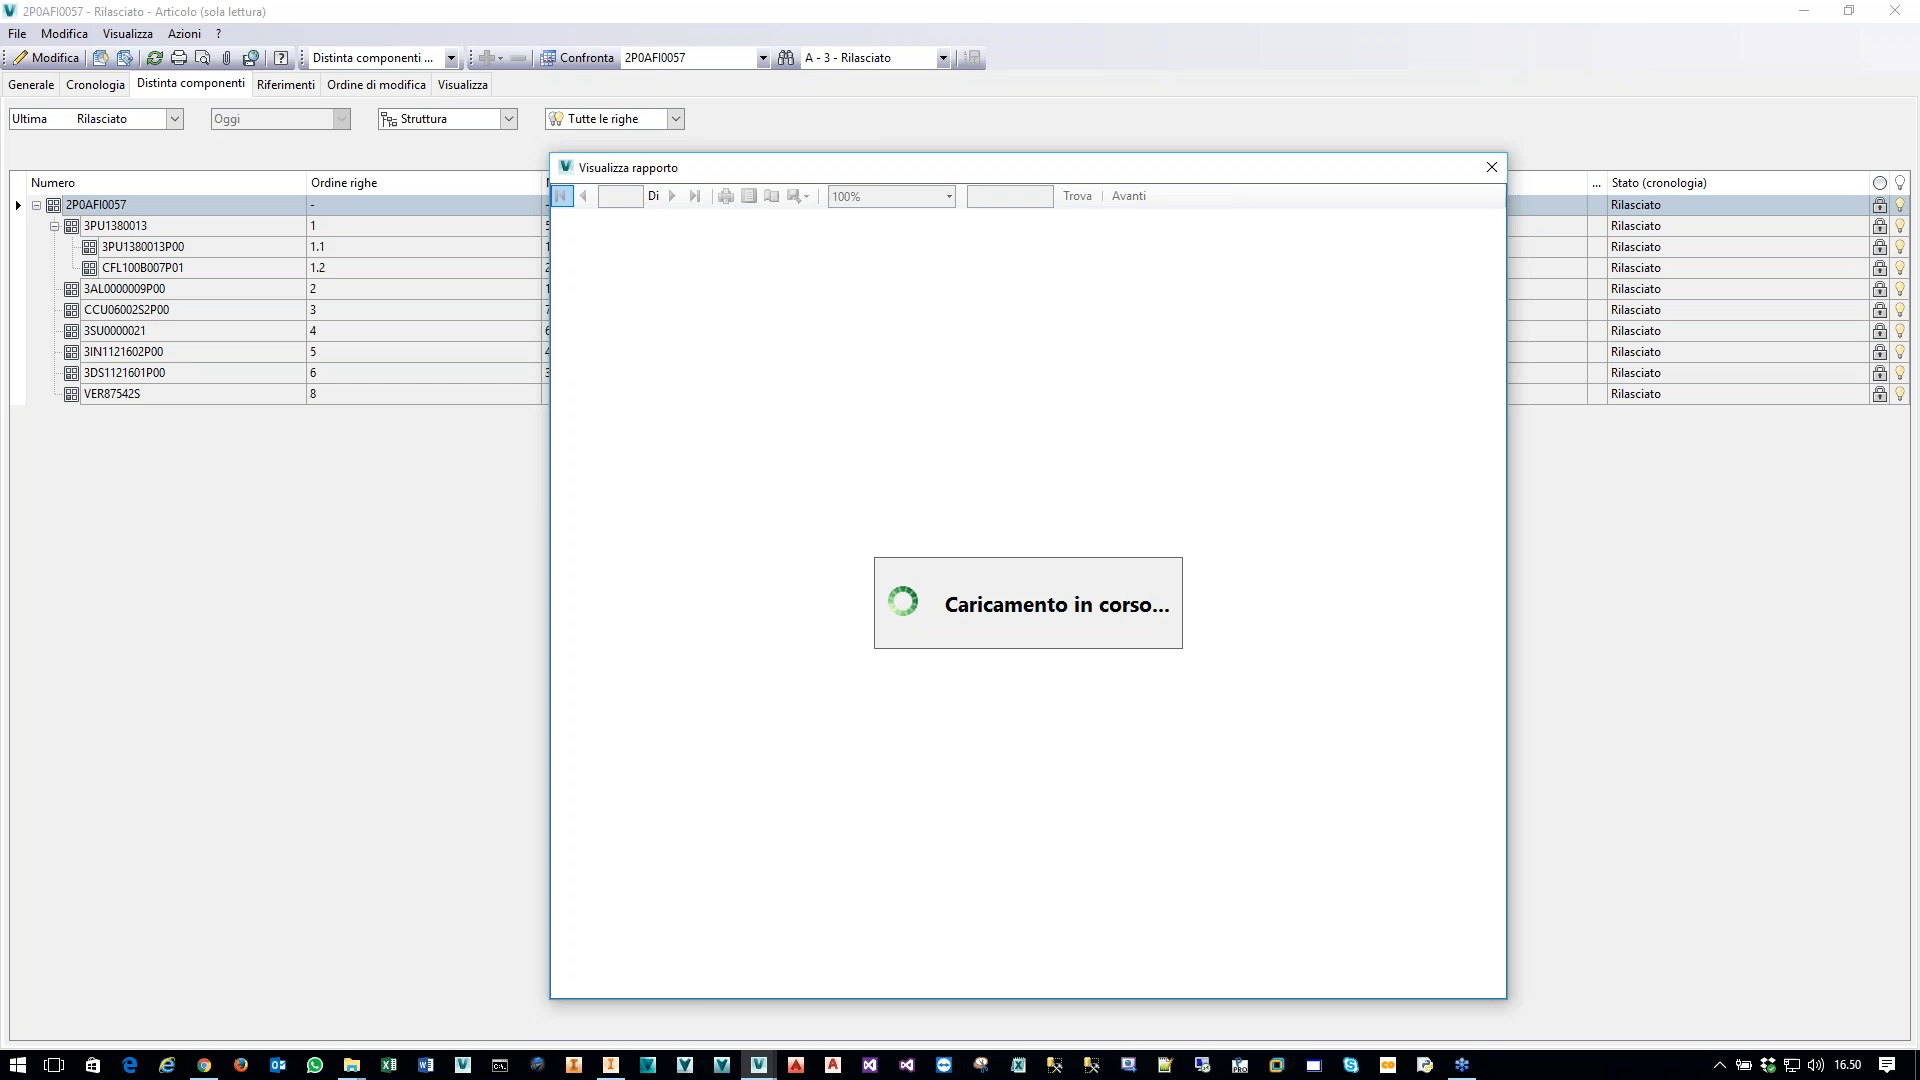 2P0AFI0057 - Rilasciato - Articolo (sola lettura)
File Modifica Visualizza Azioni ?
Modifica Distinta componenti ... Confronta 2P0AFI0057 A - 3 - Rilasciato
Generale Cronologia Distinta componenti Riferimenti Ordine di modifica Visualizza
Ultima Rilasciato Oggi Struttura Tutte le righe
Visualizza rapporto
Di 100% Trova Avanti
Numero Ordine righe ... Stato (cronologia)
2P0AFI0057 - Rilasciato
3PU1380013 1 Rilasciato
3PU1380013P00 1.1 Rilasciato
CFL100B007P01 1.2 Rilasciato
3AL0000009P00 2 Rilasciato
CCU06002S2P00 3 Rilasciato
3SU0000021 4 Rilasciato
3IN1121602P00 5 Rilasciato
3DS1121601P00 6 Rilasciato
VER87542S 8 Rilasciato
Caricamento in corso...
16.50